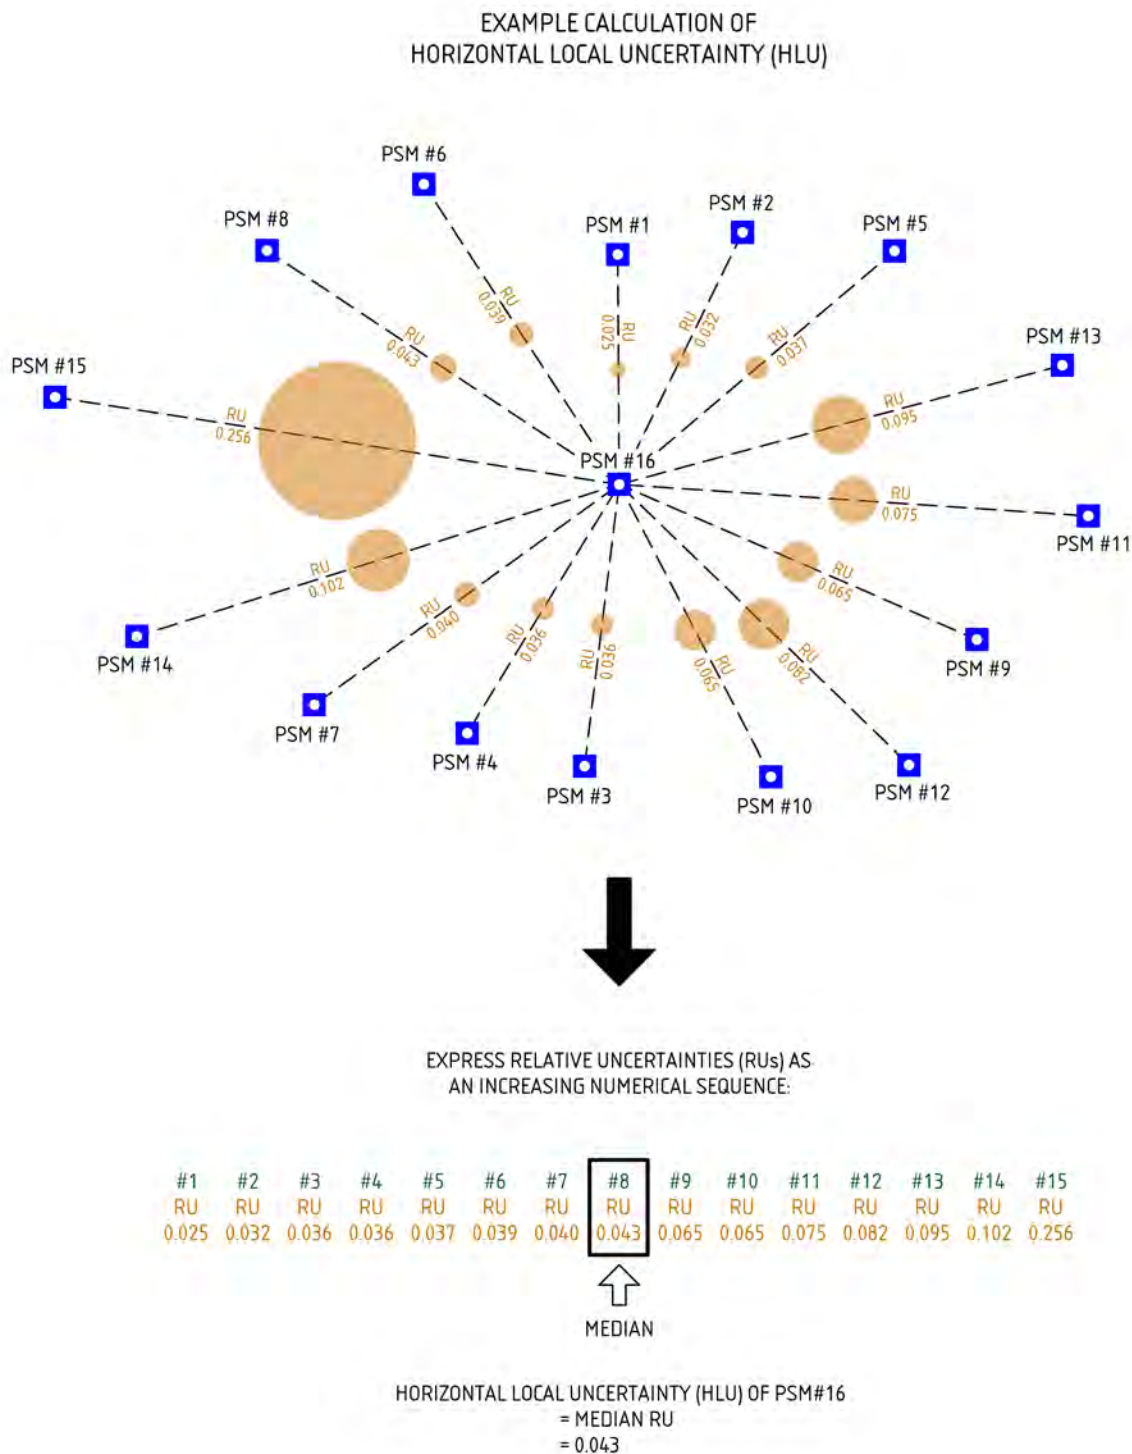 EXAMPLE CALCULATION OF
HORIZONTAL LOCAL UNCERTAINTY (HLU)
PSM #6
PSM #8
PSM #1
PSM #2
PSM #5
PSM #13
PSM #15
RU
0.039
RU
0.043
RU
0.025
RU
0.032
RU
0.037
RU
0.095
RU
0.256
PSM #16
RU
0.075
PSM #11
RU
0.102
RU
0.040
RU
0.036
RU
0.036
RU
0.065
RU
0.082
RU
0.065
PSM #14
PSM #9
PSM #7
PSM #4
PSM #3
PSM #10
PSM #12
EXPRESS RELATIVE UNCERTAINTIES (RUs) AS
AN INCREASING NUMERICAL SEQUENCE:
#1 #2 #3 #4 #5 #6 #7 #8 #9 #10 #11 #12 #13 #14 #15
RU RU RU RU RU RU RU RU RU RU RU RU RU RU RU
0.025 0.032 0.036 0.036 0.037 0.039 0.040 0.043 0.065 0.065 0.075 0.082 0.095 0.102 0.256
MEDIAN
HORIZONTAL LOCAL UNCERTAINTY (HLU) OF PSM#16
= MEDIAN RU
= 0.043